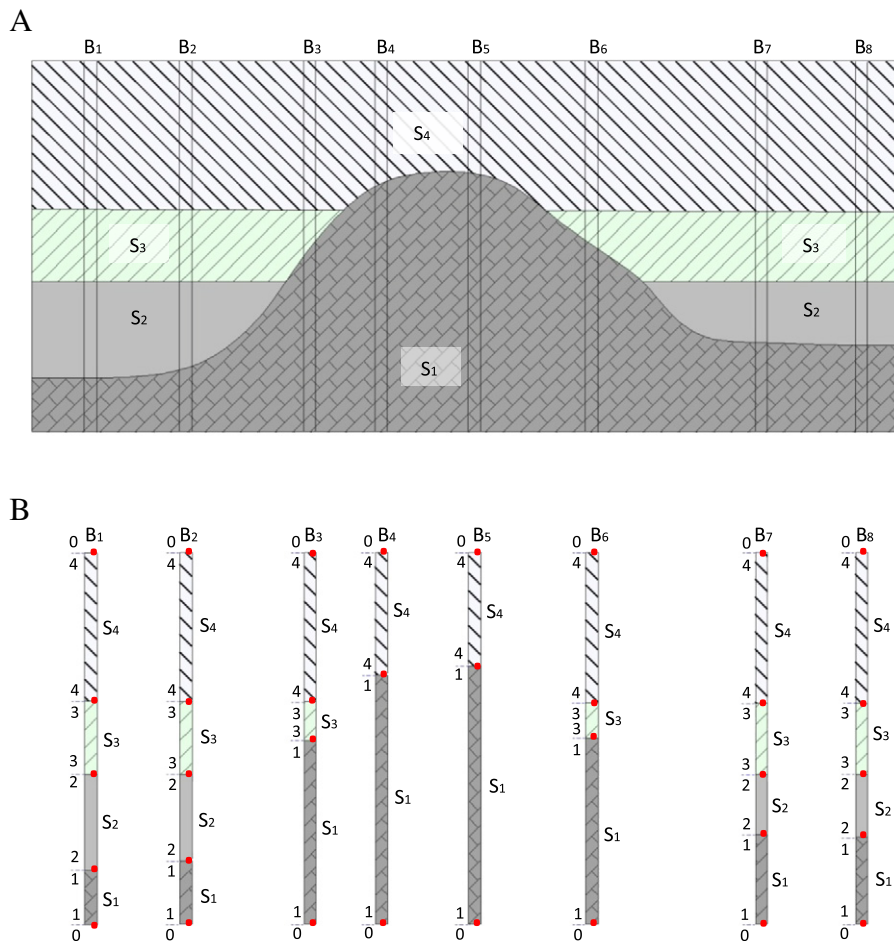 A
B1 B2 B3 B4 B5 B6 B7 B8
S4
S3 S3
S2 S2
S1
B
B1 B2 B3 B4 B5 B6 B7 B8
0 0 0 0 0 0 0 0
4 4 4 4 4 4 4 4
S4 S4 S4 S4 S4 S4 S4 S4
4 4
1 1
4 4 4 4 4 4
3 3 3 3 3 3
S3 S3 S3 S3 S3 S3
3 3
1 1
3 3 3 3
2 2 2 2
S2 S2 S2 S2
S1 S1 S1 S1
2 2 2 2
1 1 1 1
S1 S1 S1 S1
1 1 1 1 1 1 1 1
0 0 0 0 0 0 0 0